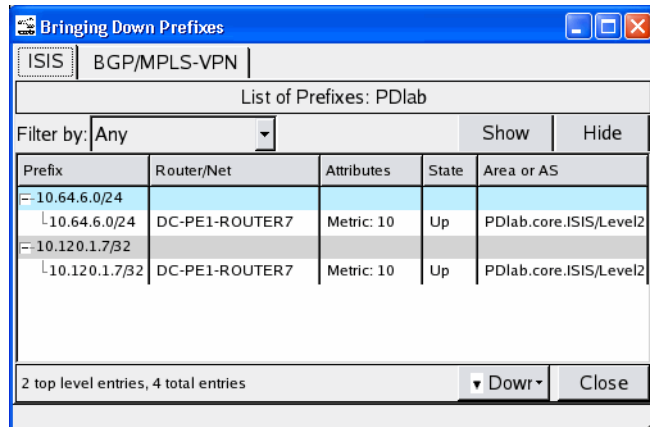 Bringing Down Prefixes
ISIS BGP/MPLS-VPN
List of Prefixes: PDlab
Filter by: Any Show Hide
Prefix Router/Net Attributes State Area or AS
10.64.6.0/24
10.64.6.0/24 DC-PE1-ROUTER7 Metric: 10 Up PDlab.core.ISIS/Level2
10.120.1.7/32
10.120.1.7/32 DC-PE1-ROUTER7 Metric: 10 Up PDlab.core.ISIS/Level2
2 top level entries, 4 total entries Dowr Close